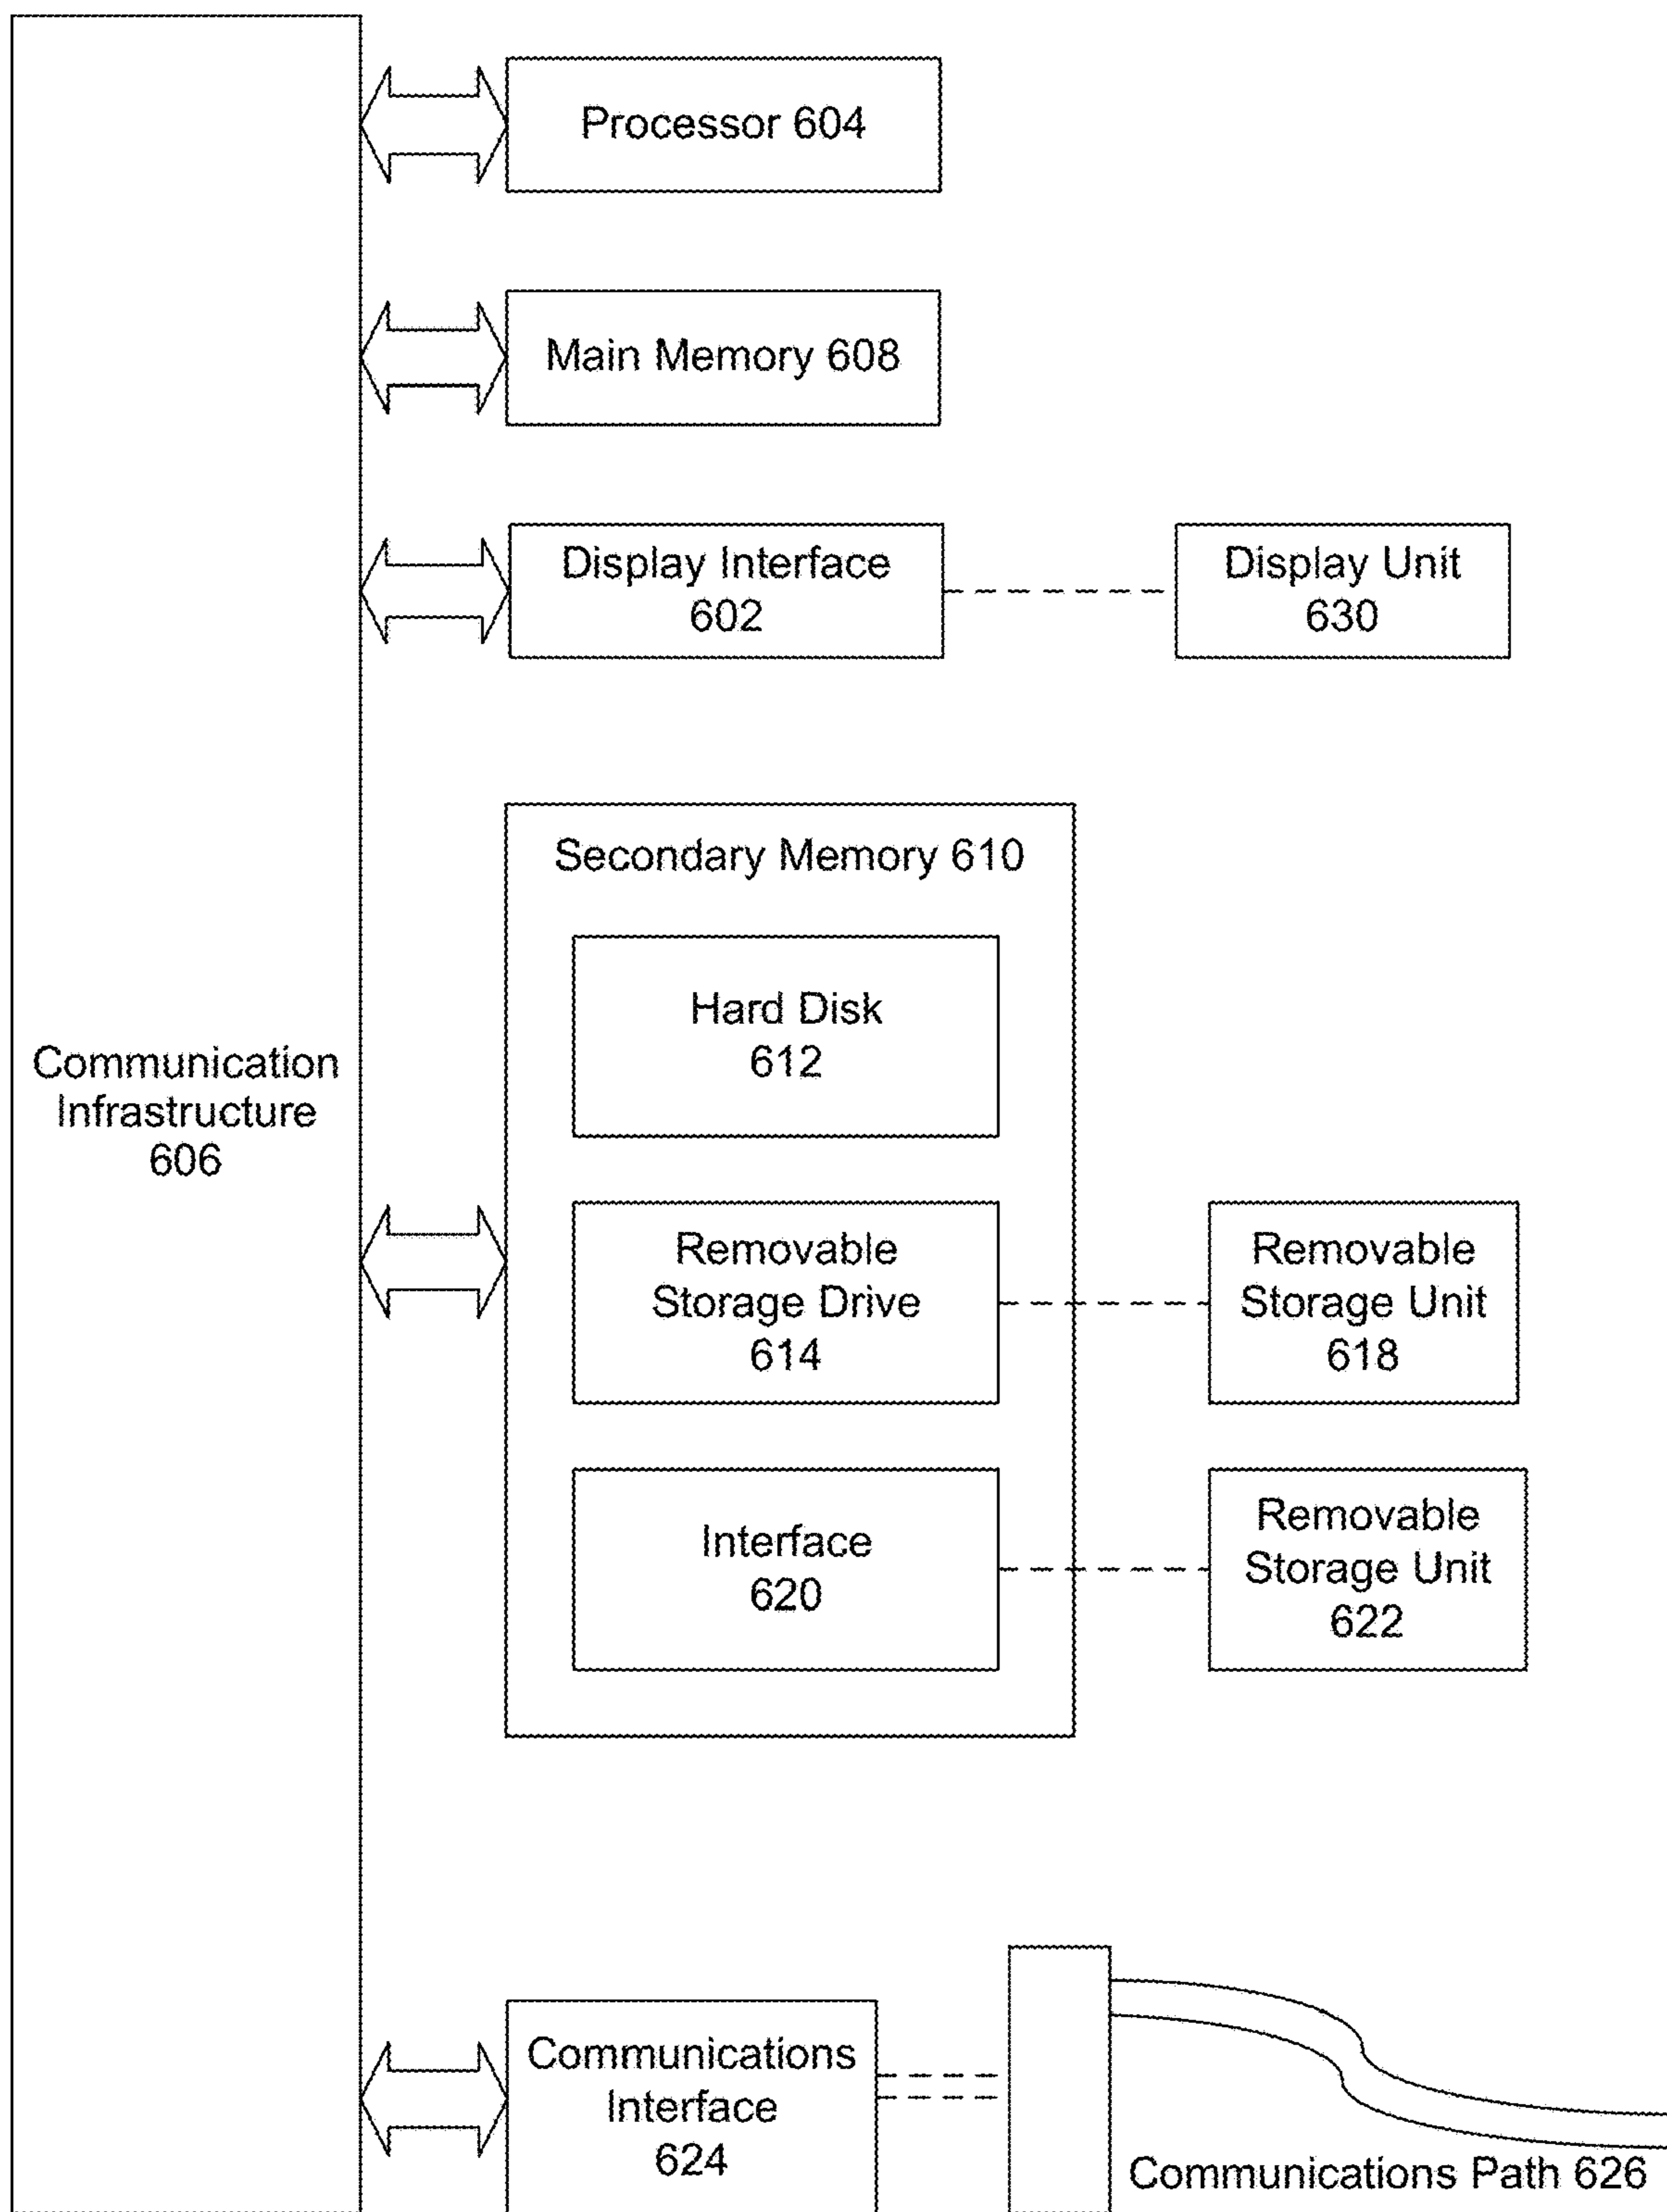 Processor 604
Main Memory 608
Display Interface
602
Display Unit
630
Secondary Memory 610
Hard Disk
612
Communication
Infrastructure
606
Removable
Storage Drive
614
Removable
Storage Unit
618
Interface
620
Removable
Storage Unit
622
Communications
Interface
624
Communications Path 626